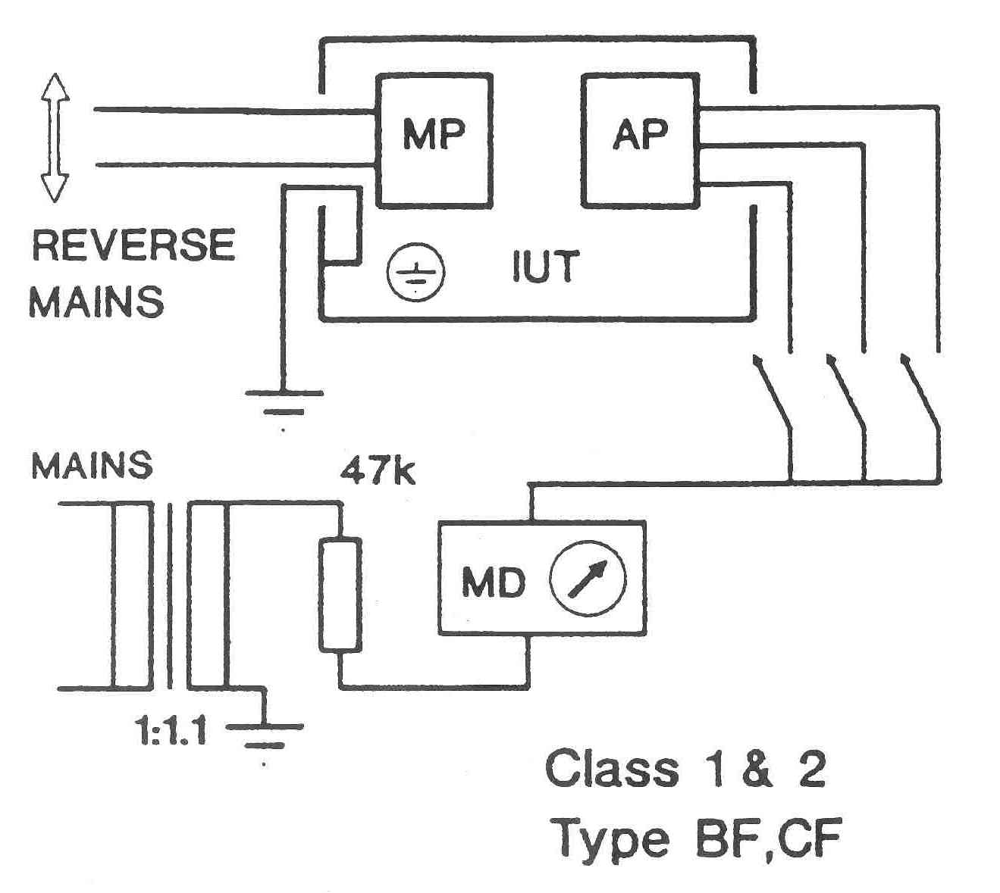 MP
AP
REVERSE
MAINS
IUT
MAINS
47k
MD
1:1.1
Class 1 & 2
Type BF,CF